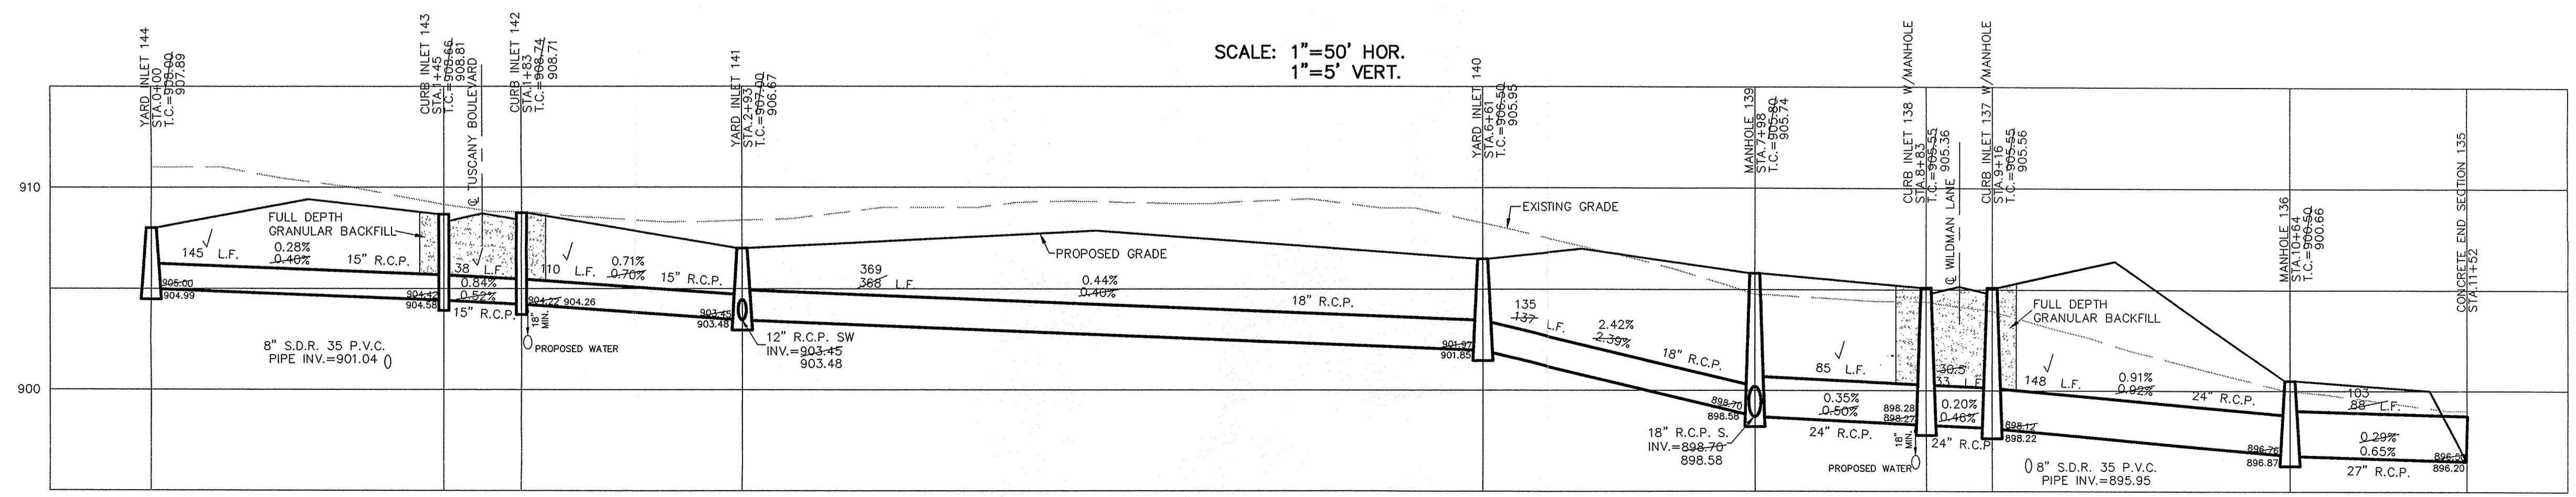 SCALE: 1"=50' HOR.
1"=5' VERT.
YARD INLET 144
STA.0+00
T.C.=908.00
907.89
CURB INLET 143
STA.1+45
T.C.=908.66
908.81
℄ TUSCANY BOULEVARD
CURB INLET 142
STA.1+83
T.C.=908.74
908.71
YARD INLET 141
STA.2+93
T.C.=907.00
906.67
YARD INLET 140
STA.6+61
T.C.=906.50
905.95
MANHOLE 139
STA.7+98
T.C.=905.80
905.74
CURB INLET 138 W/MANHOLE
STA.8+83
T.C.=905.55
905.36
℄ WILDMAN LANE
CURB INLET 137 W/MANHOLE
STA.9+16
T.C.=905.55
905.56
MANHOLE 136
STA.10+64
T.C.=900.50
900.66
CONCRETE END SECTION 135
STA.11+52
910
900
FULL DEPTH
GRANULAR BACKFILL
145 L.F.
0.28%
0.40%
15" R.C.P.
905.00
904.99
904.42
904.58
38 L.F.
0.84%
0.52%
15" R.C.P.
904.22 904.26
18"
MIN.
PROPOSED WATER
8" S.D.R. 35 P.V.C.
PIPE INV.=901.04
110 L.F.
0.71%
0.70%
15" R.C.P.
903.45
903.48
12" R.C.P. SW
INV.=903.45
903.48
369
368 L.F.
PROPOSED GRADE
0.44%
0.40%
18" R.C.P.
EXISTING GRADE
901.97
901.85
135
137 L.F.
2.42%
2.39%
18" R.C.P.
898.70
898.58
18" R.C.P. S.
INV.=898.70
898.58
85 L.F.
0.35%
0.50%
24" R.C.P.
898.28
898.27
18"
MIN.
PROPOSED WATER
30.5
33 L.F.
0.20%
0.46%
24" R.C.P.
898.12
898.22
FULL DEPTH
GRANULAR BACKFILL
148 L.F.
0.91%
0.92%
24" R.C.P.
8" S.D.R. 35 P.V.C.
PIPE INV.=895.95
896.76
896.87
103
88 L.F.
0.29%
0.65%
27" R.C.P.
896.50
896.20